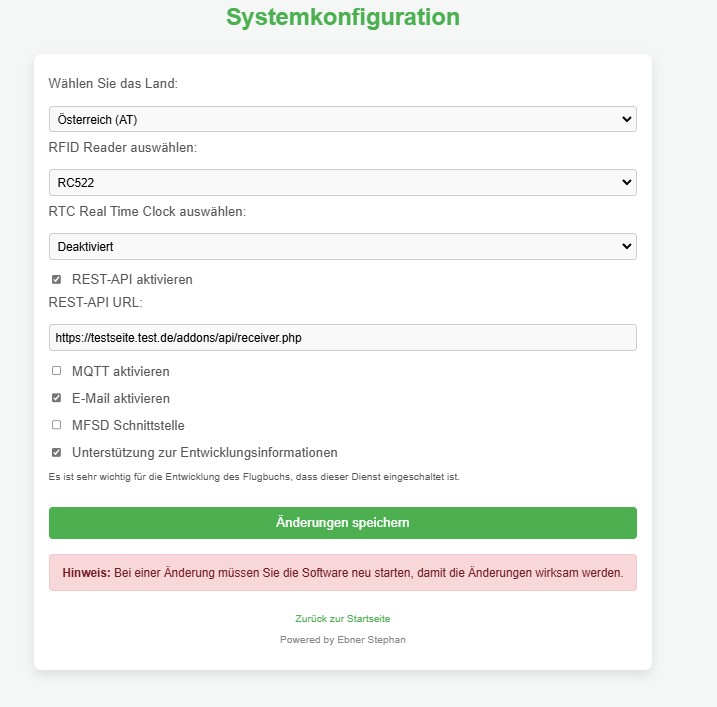 Systemkonfiguration
Wählen Sie das Land:
Österreich (AT)
RFID Reader auswählen:
RC522
RTC Real Time Clock auswählen:
Deaktiviert
REST-API aktivieren
REST-API URL:
https://testseite.test.de/addons/api/receiver.php
MQTT aktivieren
E-Mail aktivieren
MFSD Schnittstelle
Unterstützung zur Entwicklungsinformationen
Es ist sehr wichtig für die Entwicklung des Flugbuchs, dass dieser Dienst eingeschaltet ist.
Änderungen speichern
Hinweis: Bei einer Änderung müssen Sie die Software neu starten, damit die Änderungen wirksam werden.
Zurück zur Startseite
Powered by Ebner Stephan